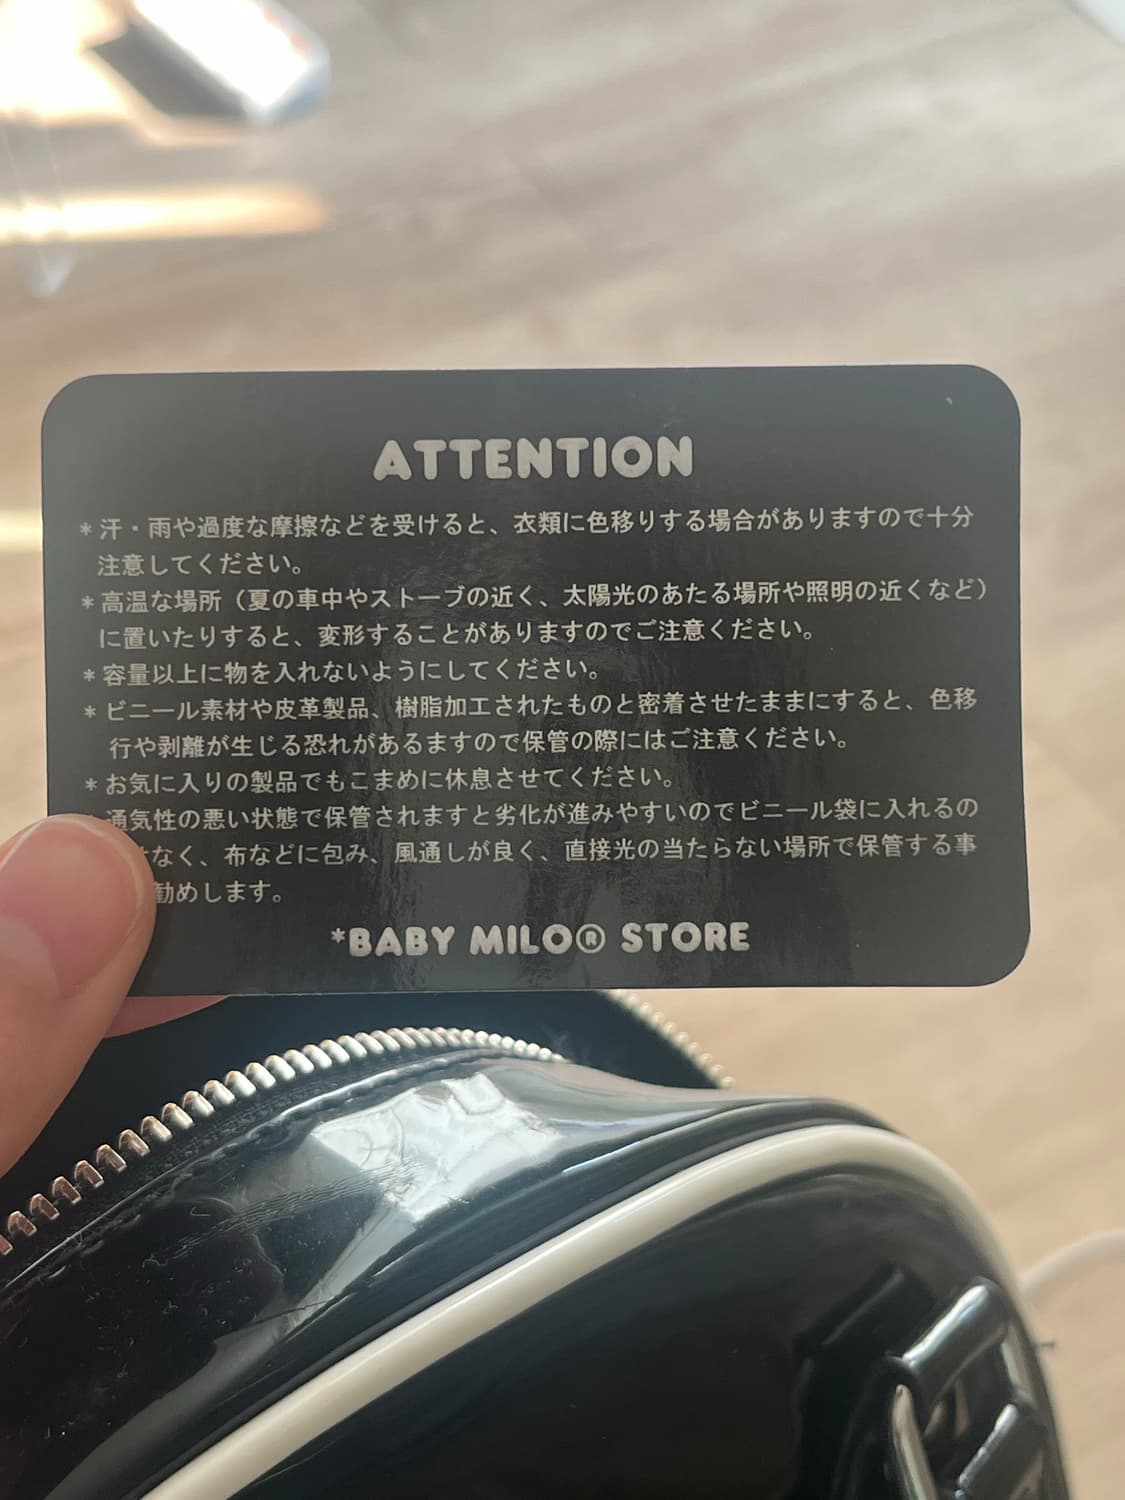 ATTENTION
*汗・雨や過度な摩擦などを受けると、衣類に色移りする場合がありますので十分
注意してください。
*高温な場所（夏の車中やストーブの近く、太陽光のあたる場所や照明の近くなど）
に置いたりすると、変形することがありますのでご注意ください。
*容量以上に物を入れないようにしてください。
*ビニール素材や皮革製品、樹脂加工されたものと密着させたままにすると、色移
行や剥離が生じる恐れがあるますので保管の際にはご注意ください。
*お気に入りの製品でもこまめに休息させてください。
通気性の悪い状態で保管されますと劣化が進みやすいのでビニール袋に入れるの
なく、布などに包み、風通しが良く、直接光の当たらない場所で保管する事
勧めします。
*BABY MILO® STORE